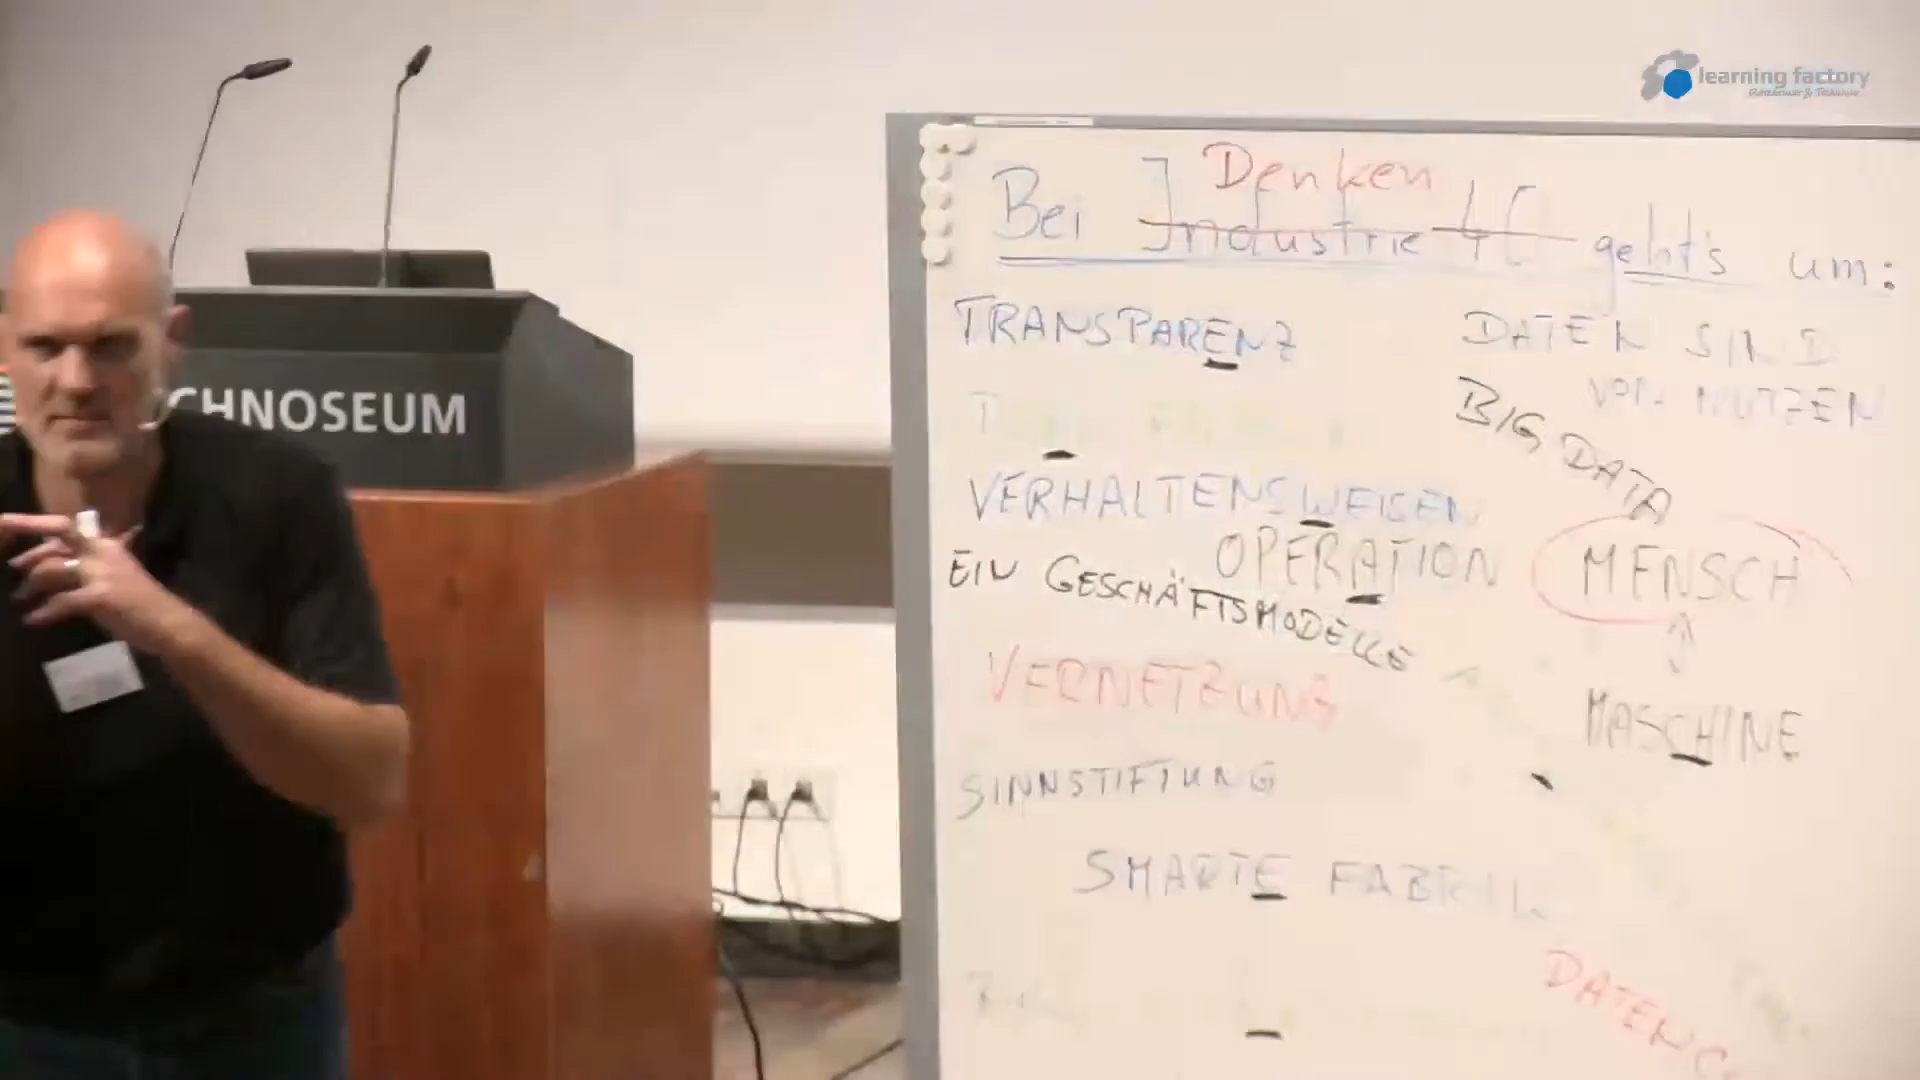 learning factory
CHNOSEUM
Denken
Bei Industrie 4.0 geht's um:
TRANSPARENZ
DATEN SIND
VON NUTZEN
BIG DATA
VERHALTENSWEISEN
OPERATION
MENSCH
EIN GESCHÄFTSMODELLE
VERNETZUNG
MASCHINE
SINNSTIFTUNG
SMARTE FABRIK
DATEN